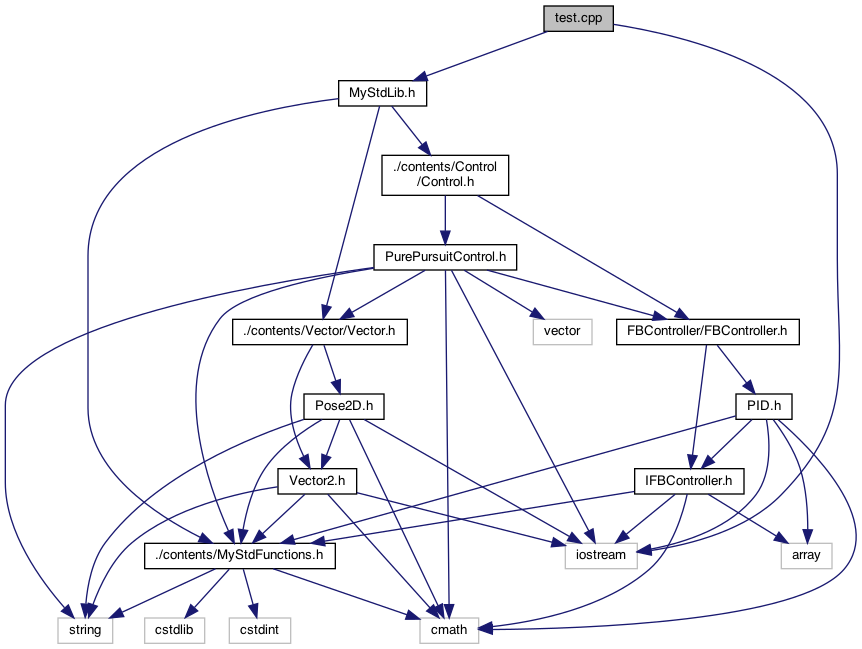 test.cpp
MyStdLib.h
./contents/Control
/Control.h
PurePursuitControl.h
./contents/Vector/Vector.h
vector
FBController/FBController.h
Pose2D.h
PID.h
Vector2.h
IFBController.h
./contents/MyStdFunctions.h
iostream
array
string
cstdlib
cstdint
cmath